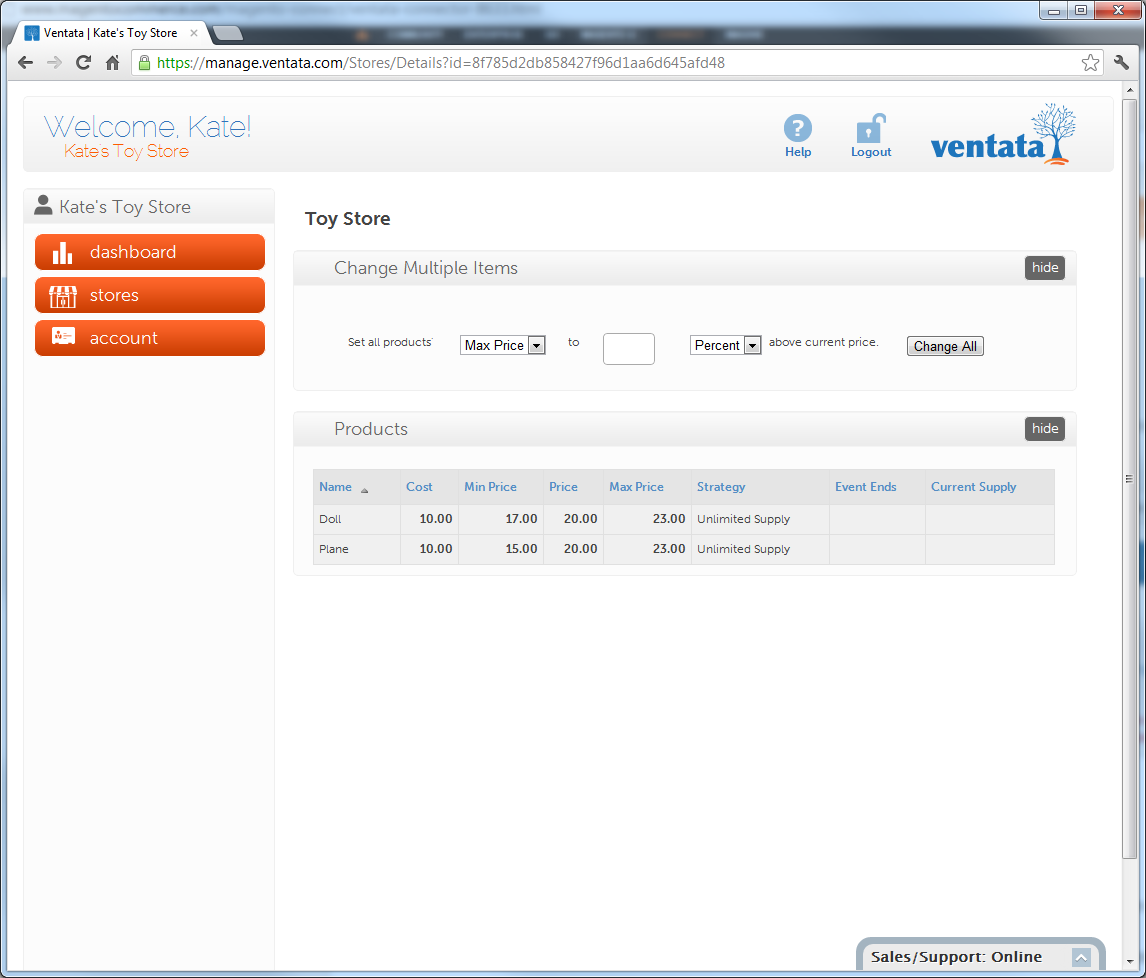 Ventata | Kate's Toy Store
https://manage.ventata.com/Stores/Details?id=8f785d2db858427f96d1aa6d645afd48
Welcome, Kate!
Kate's Toy Store
Help
Logout
ventata
Kate's Toy Store
dashboard
stores
account
Toy Store
Change Multiple Items
hide
Set all products' Max Price to Percent above current price. Change All
Products
hide
Name Cost Min Price Price Max Price Strategy Event Ends Current Supply
Doll 10.00 17.00 20.00 23.00 Unlimited Supply
Plane 10.00 15.00 20.00 23.00 Unlimited Supply
Sales/Support: Online